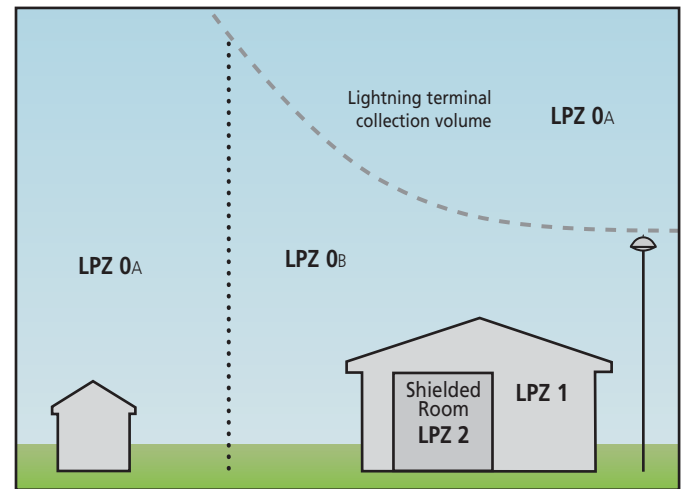 Lightning terminal
collection volume
LPZ 0A
LPZ 0A
LPZ 0B
Shielded
Room
LPZ 2
LPZ 1